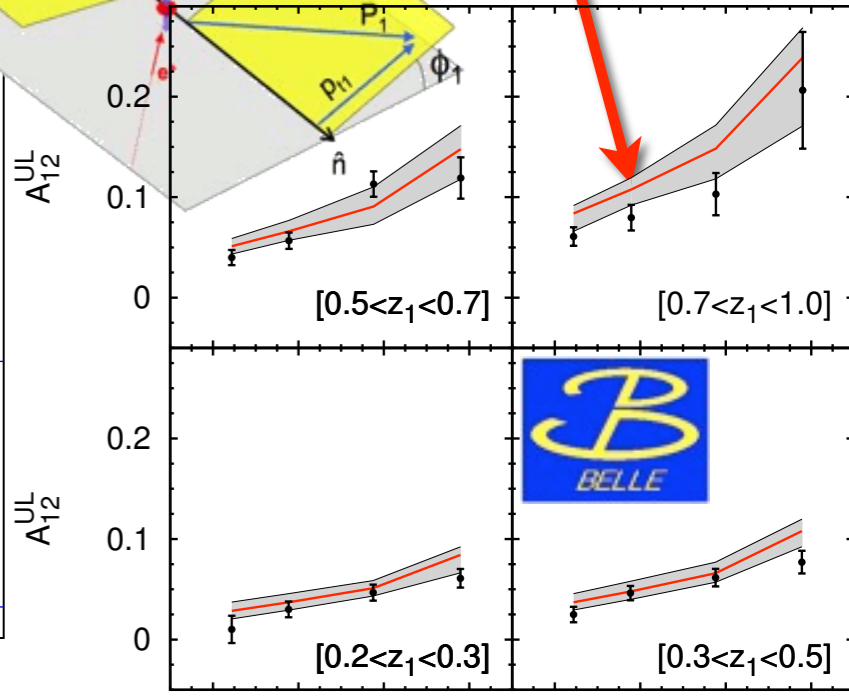 P1
e+
pt1
ϕ1
n̂
0.2
0.1
0
A12UL
[0.5<z1<0.7]
[0.7<z1<1.0]
0.2
0.1
0
A12UL
B
BELLE
[0.2<z1<0.3]
[0.3<z1<0.5]